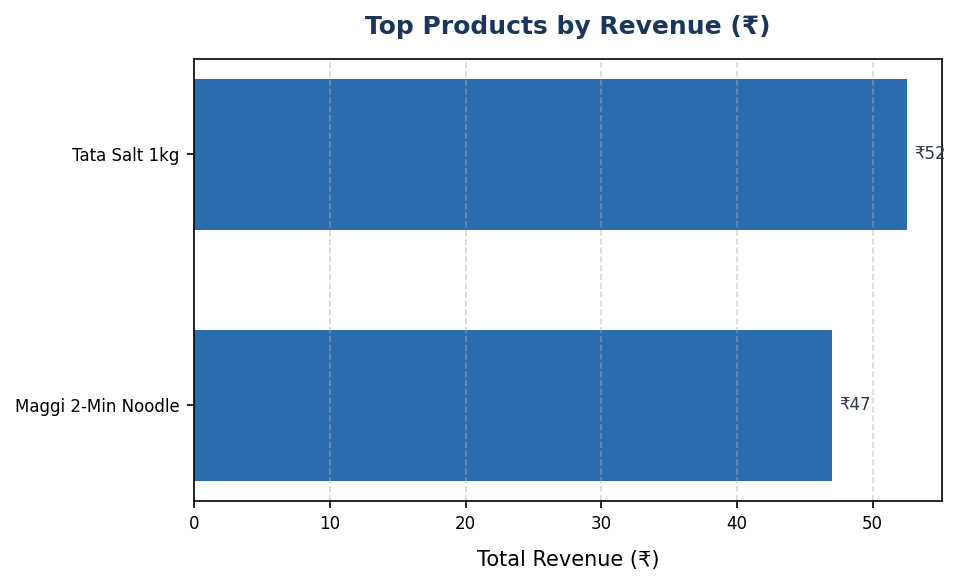 Top Products by Revenue (₹)
Tata Salt 1kg
₹52
Maggi 2-Min Noodle
₹47
0 10 20 30 40 50
Total Revenue (₹)